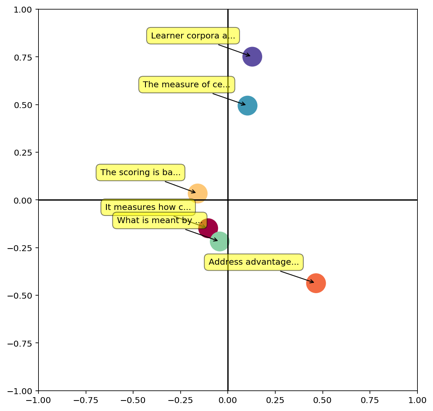 1.00
0.75
0.50
0.25
0.00
−0.25
−0.50
−0.75
−1.00
Learner corpora a...
The measure of ce...
The scoring is ba...
It measures how c...
What is meant by...
Address advantage...
−1.00 −0.75 −0.50 −0.25 0.00 0.25 0.50 0.75 1.00